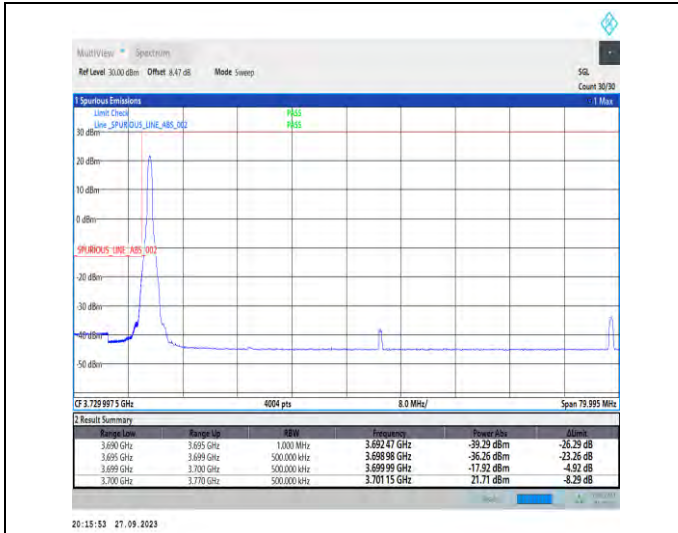 MultiView Spectrum
Ref Level 30.00 dBm Offset 8.47 dB Mode Sweep SGL
Count 30/30
1 Spurious Emissions 1 Max
Limit Check PASS
Line _SPURIOUS_LINE_ABS_002 PASS
30 dBm
20 dBm
10 dBm
0 dBm
SPURIOUS_LINE_ABS_002
-20 dBm
-30 dBm
-40 dBm
-50 dBm
CF 3.729 997 5 GHz 4004 pts 8.0 MHz/ Span 79.995 MHz
2 Result Summary
Range Low Range Up RBW Frequency Power Abs ΔLimit
3.690 GHz 3.695 GHz 1.000 MHz 3.692 47 GHz -39.29 dBm -26.29 dB
3.695 GHz 3.699 GHz 500.000 kHz 3.698 98 GHz -36.26 dBm -23.26 dB
3.699 GHz 3.700 GHz 500.000 kHz 3.699 99 GHz -17.92 dBm -4.92 dB
3.700 GHz 3.770 GHz 500.000 kHz 3.701 15 GHz 21.71 dBm -8.29 dB
20:15:53 27.09.2023